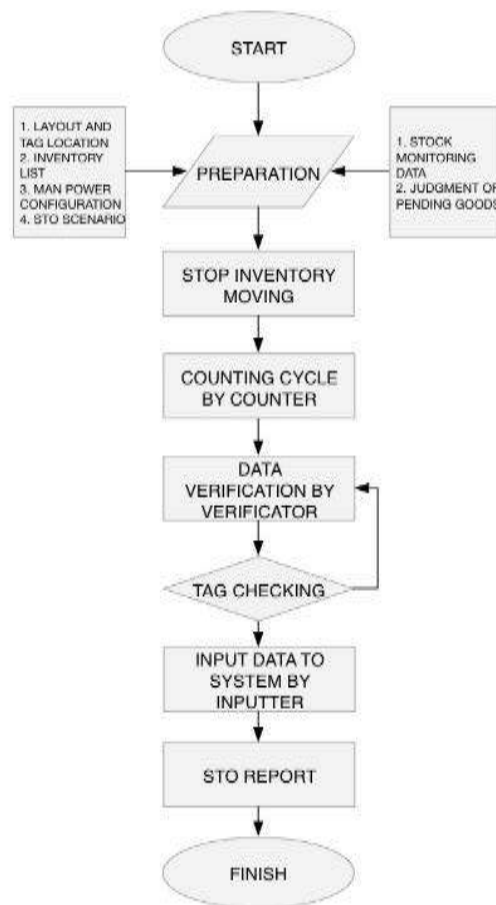 START
1. LAYOUT AND
TAG LOCATION
2. INVENTORY
LIST
3. MAN POWER
CONFIGURATION
4. STO SCENARIO
PREPARATION
1. STOCK
MONITORING
DATA
2. JUDGMENT OF
PENDING GOODS
STOP INVENTORY
MOVING
COUNTING CYCLE
BY COUNTER
DATA
VERIFICATION BY
VERIFICATOR
TAG CHECKING
INPUT DATA TO
SYSTEM BY
INPUTTER
STO REPORT
FINISH